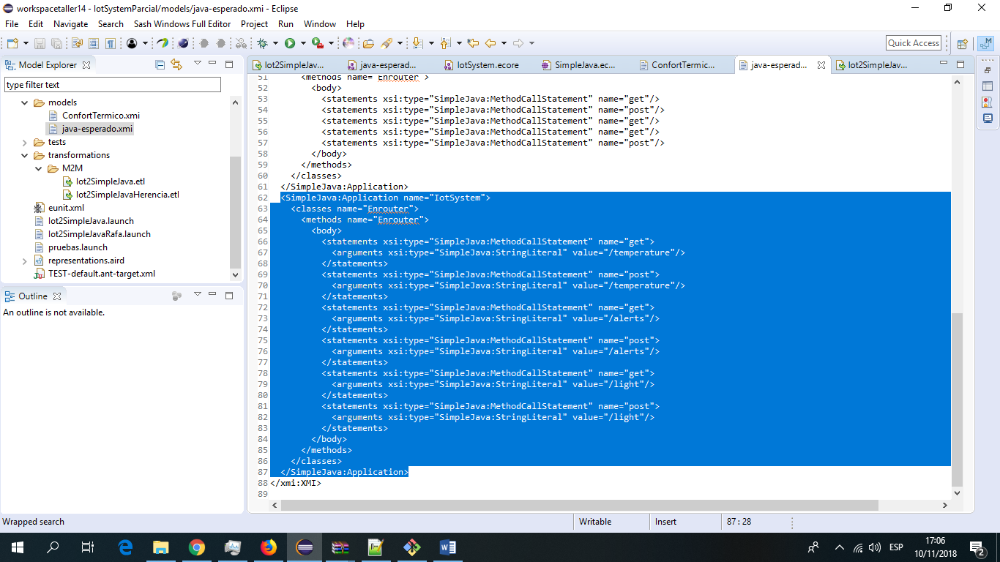 workspacetaller14 - IotSystemParcial/models/java-esperado.xmi - Eclipse
File Edit Navigate Search Sash Windows Full Editor Project Run Window Help
Quick Access
Model Explorer
type filter text
models
ConfortTermico.xmi
java-esperado.xmi
tests
transformations
M2M
Iot2SimpleJava.etl
Iot2SimpleJavaHerencia.etl
eunit.xml
Iot2SimpleJava.launch
Iot2SimpleJavaRafa.launch
pruebas.launch
representations.aird
TEST-default.ant-target.xml
Outline
An outline is not available.
Iot2SimpleJav... java-esperad... IotSystem.ecore SimpleJava.ec... ConfortTermic... java-esperad... Iot2SimpleJav...
51 <methods name="Enrouter">
52 <body>
53 <statements xsi:type="SimpleJava:MethodCallStatement" name="get"/>
54 <statements xsi:type="SimpleJava:MethodCallStatement" name="post"/>
55 <statements xsi:type="SimpleJava:MethodCallStatement" name="get"/>
56 <statements xsi:type="SimpleJava:MethodCallStatement" name="get"/>
57 <statements xsi:type="SimpleJava:MethodCallStatement" name="post"/>
58 </body>
59 </methods>
60 </classes>
61 </SimpleJava:Application>
62 <SimpleJava:Application name="IotSystem">
63 <classes name="Enrouter">
64 <methods name="Enrouter">
65 <body>
66 <statements xsi:type="SimpleJava:MethodCallStatement" name="get">
67 <arguments xsi:type="SimpleJava:StringLiteral" value="/temperature"/>
68 </statements>
69 <statements xsi:type="SimpleJava:MethodCallStatement" name="post">
70 <arguments xsi:type="SimpleJava:StringLiteral" value="/temperature"/>
71 </statements>
72 <statements xsi:type="SimpleJava:MethodCallStatement" name="get">
73 <arguments xsi:type="SimpleJava:StringLiteral" value="/alerts"/>
74 </statements>
75 <statements xsi:type="SimpleJava:MethodCallStatement" name="post">
76 <arguments xsi:type="SimpleJava:StringLiteral" value="/alerts"/>
77 </statements>
78 <statements xsi:type="SimpleJava:MethodCallStatement" name="get">
79 <arguments xsi:type="SimpleJava:StringLiteral" value="/light"/>
80 </statements>
81 <statements xsi:type="SimpleJava:MethodCallStatement" name="post">
82 <arguments xsi:type="SimpleJava:StringLiteral" value="/light"/>
83 </statements>
84 </body>
85 </methods>
86 </classes>
87 </SimpleJava:Application>
88 </xmi:XMI>
89
Wrapped search Writable Insert 87 : 28
ESP
17:06
10/11/2018
2